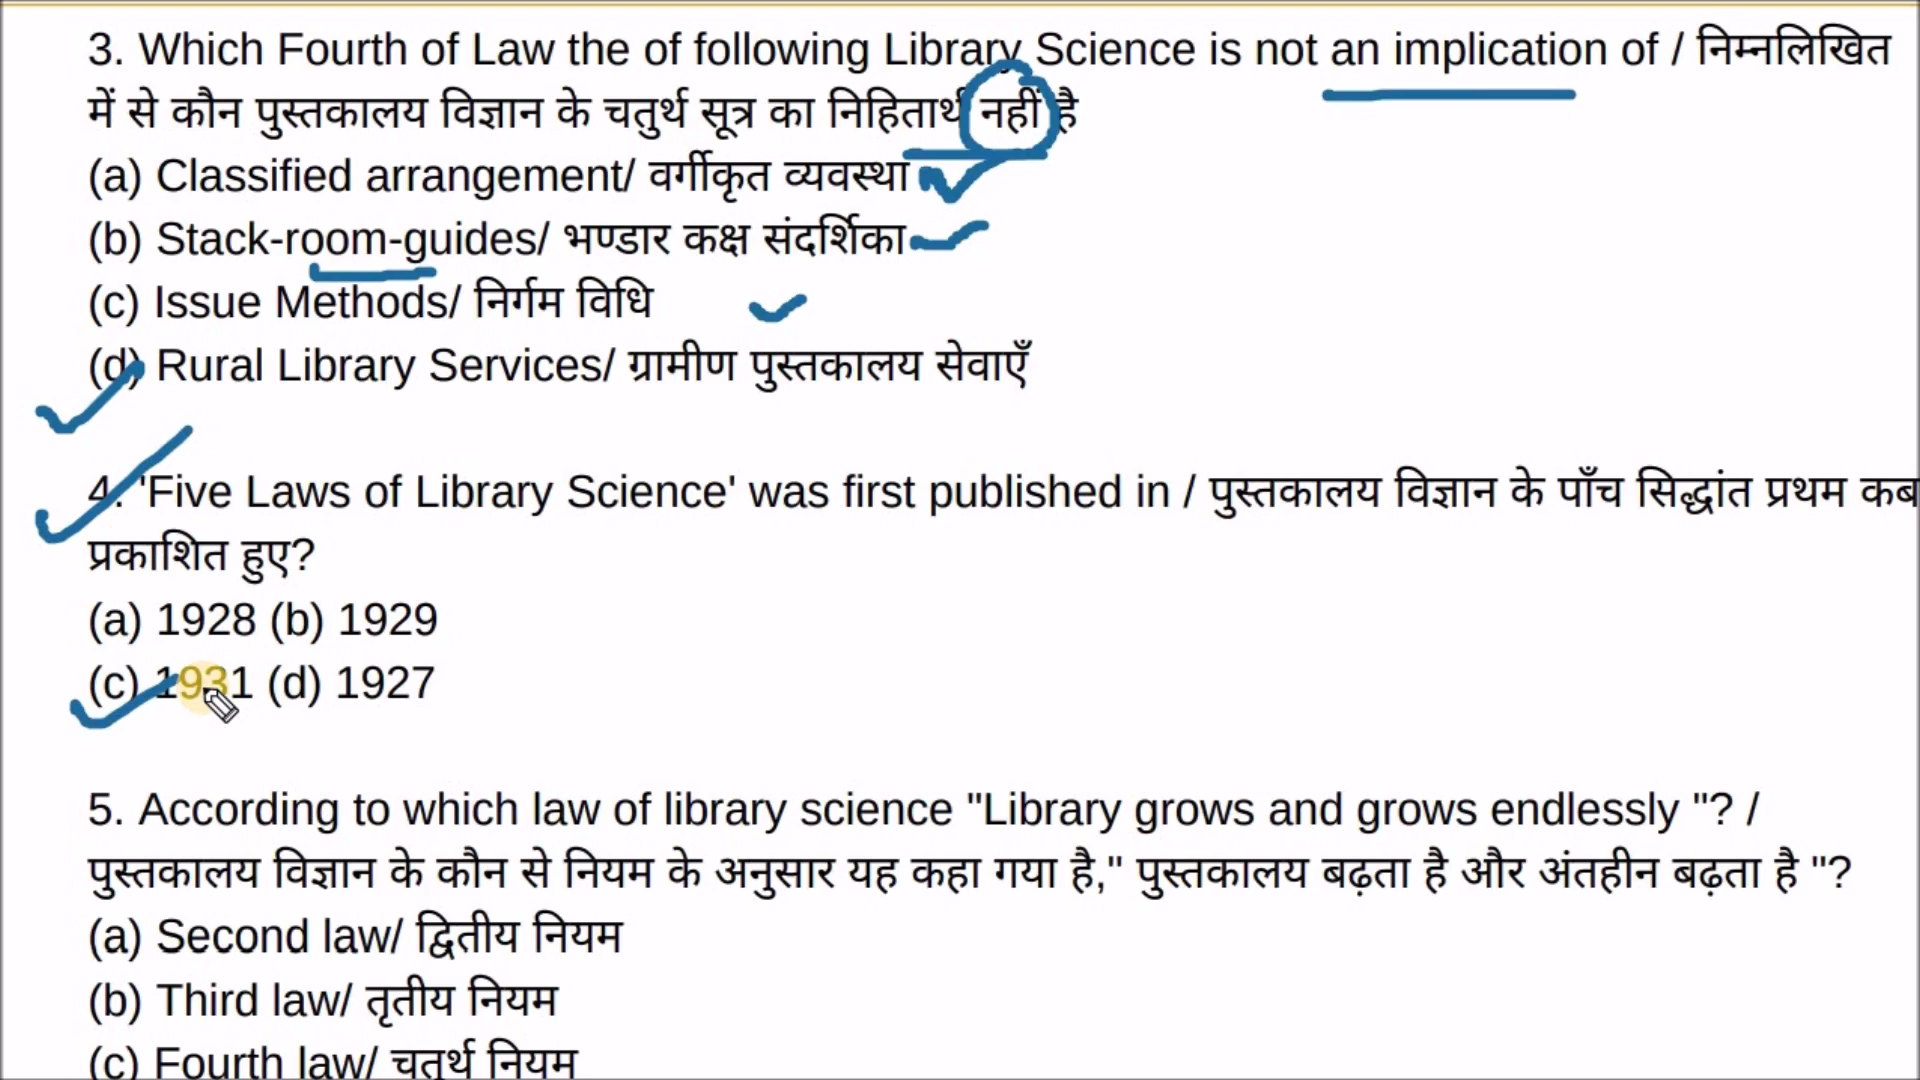 3. Which Fourth of Law the of following Library Science is not an implication of / निम्नलिखित
में से कौन पुस्तकालय विज्ञान के चतुर्थ सूत्र का निहितार्थ नहीं है
(a) Classified arrangement/ वर्गीकृत व्यवस्था
(b) Stack-room-guides/ भण्डार कक्ष संदर्शिका
(c) Issue Methods/ निर्गम विधि
(d) Rural Library Services/ ग्रामीण पुस्तकालय सेवाएँ
4. 'Five Laws of Library Science' was first published in / पुस्तकालय विज्ञान के पाँच सिद्धांत प्रथम कब
प्रकाशित हुए?
(a) 1928 (b) 1929
(c) 1931 (d) 1927
5. According to which law of library science "Library grows and grows endlessly "? /
पुस्तकालय विज्ञान के कौन से नियम के अनुसार यह कहा गया है," पुस्तकालय बढ़ता है और अंतहीन बढ़ता है "?
(a) Second law/ द्वितीय नियम
(b) Third law/ तृतीय नियम
(c) Fourth law/ चतुर्थ नियम